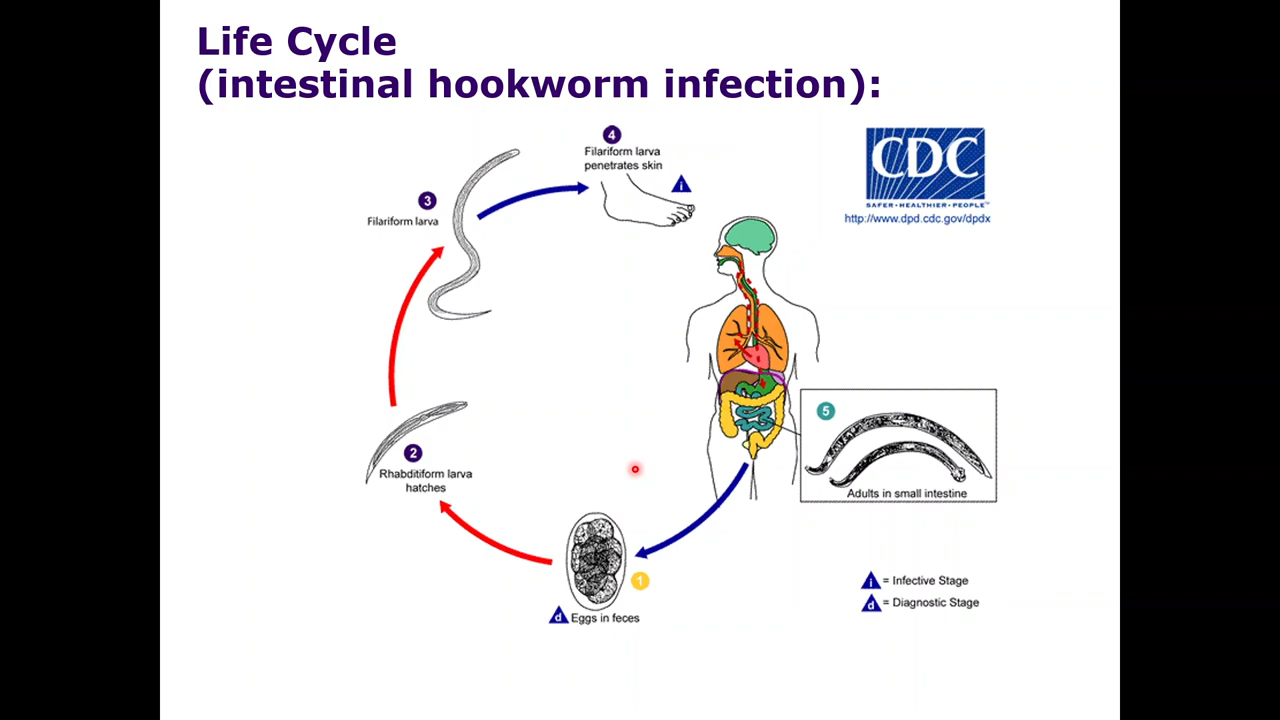 Life Cycle
(intestinal hookworm infection):
4
Filariform larva
penetrates skin
i
CDC
SAFER•HEALTHIER•PEOPLE™
http://www.dpd.cdc.gov/dpdx
3
Filariform larva
5
Adults in small intestine
2
Rhabditiform larva
hatches
1
d Eggs in feces
i = Infective Stage
d = Diagnostic Stage